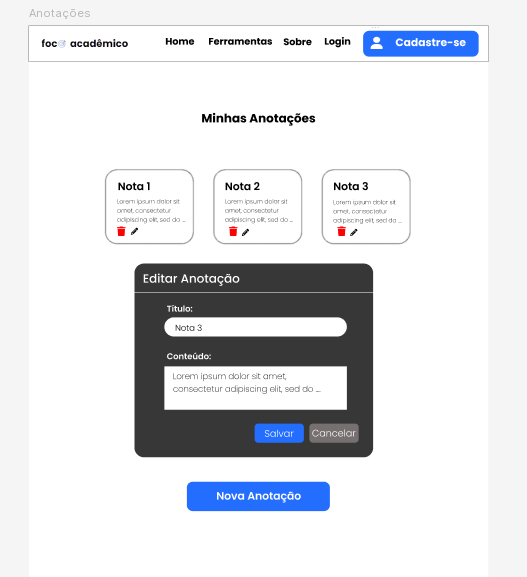 Anotações
foco acadêmico Home Ferramentas Sobre Login Cadastre-se
Minhas Anotações
Nota 1
Lorem ipsum dolor sit
amet, consectetur
adipiscing elit, sed do ...
Nota 2
Lorem ipsum dolor sit
amet, consectetur
adipiscing elit, sed do ...
Nota 3
Lorem ipsum dolor sit
amet, consectetur
adipiscing elit, sed do ...
Editar Anotação
Título:
Nota 3
Conteúdo:
Lorem ipsum dolor sit amet,
consectetur adipiscing elit, sed do ...
Salvar Cancelar
Nova Anotação